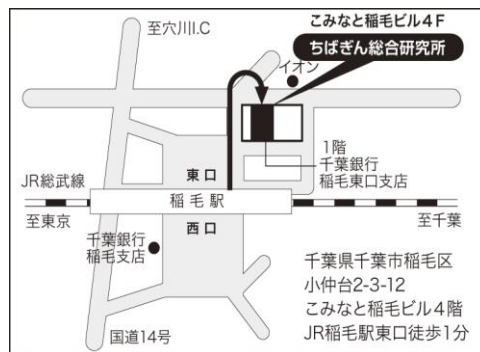 至穴川I.C
こみなと稲毛ビル4F
ちばぎん総合研究所
イオン
1階
千葉銀行
稲毛東口支店
東口
JR総武線
稲毛駅
至東京
至千葉
西口
千葉銀行
稲毛支店
千葉県千葉市稲毛区
小仲台2-3-12
こみなと稲毛ビル4階
JR稲毛駅東口徒歩1分
国道14号